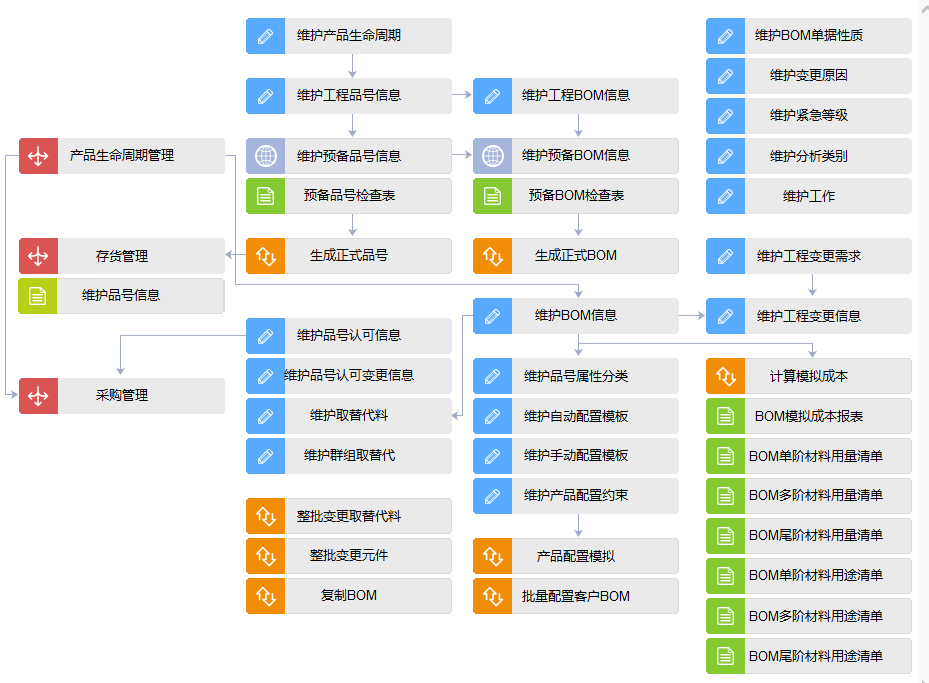 维护产品生命周期
维护BOM单据性质
维护变更原因
维护工程品号信息
维护工程BOM信息
维护紧急等级
产品生命周期管理
维护预备品号信息
维护预备BOM信息
维护分析类别
预备品号检查表
预备BOM检查表
维护工作
存货管理
生成正式品号
生成正式BOM
维护工程变更需求
维护品号信息
维护BOM信息
维护工程变更信息
维护品号认可信息
维护品号认可变更信息
维护品号属性分类
计算模拟成本
采购管理
维护取替代料
维护自动配置模板
BOM模拟成本报表
维护群组取替代
维护手动配置模板
BOM单阶材料用量清单
维护产品配置约束
BOM多阶材料用量清单
整批变更取替代料
BOM尾阶材料用量清单
整批变更元件
产品配置模拟
BOM单阶材料用途清单
复制BOM
批量配置客户BOM
BOM多阶材料用途清单
BOM尾阶材料用途清单